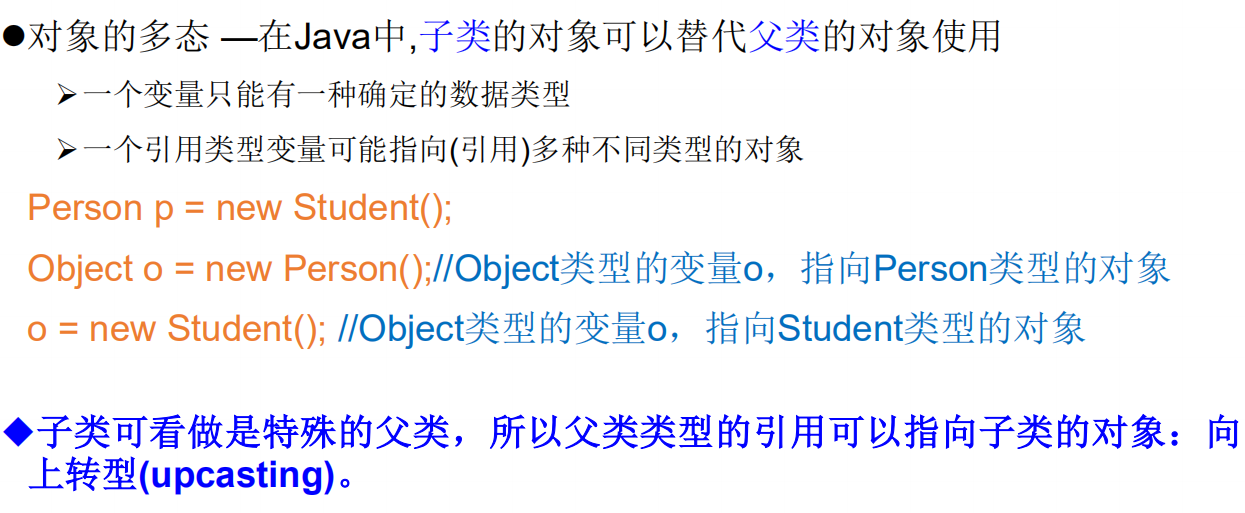 ●对象的多态 —在Java中,子类的对象可以替代父类的对象使用
➢一个变量只能有一种确定的数据类型
➢一个引用类型变量可能指向(引用)多种不同类型的对象
Person p = new Student();
Object o = new Person();//Object类型的变量o，指向Person类型的对象
o = new Student(); //Object类型的变量o，指向Student类型的对象
◆子类可看做是特殊的父类，所以父类类型的引用可以指向子类的对象：向
上转型(upcasting)。